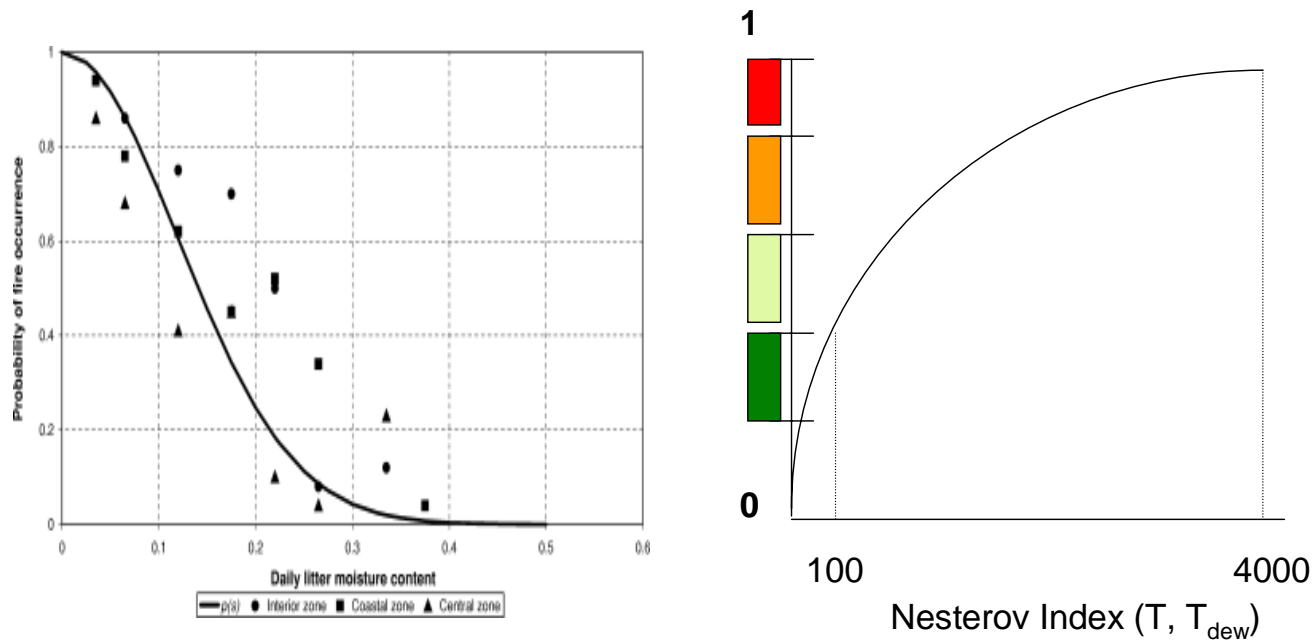 Probability of fire occurrence
1
0.8
0.6
0.4
0.2
0
0 0.1 0.2 0.3 0.4 0.5 0.6
Daily litter moisture content
p(s) Interior zone Coastal zone Central zone
1
0
100 4000
Nesterov Index (T, Tdew)